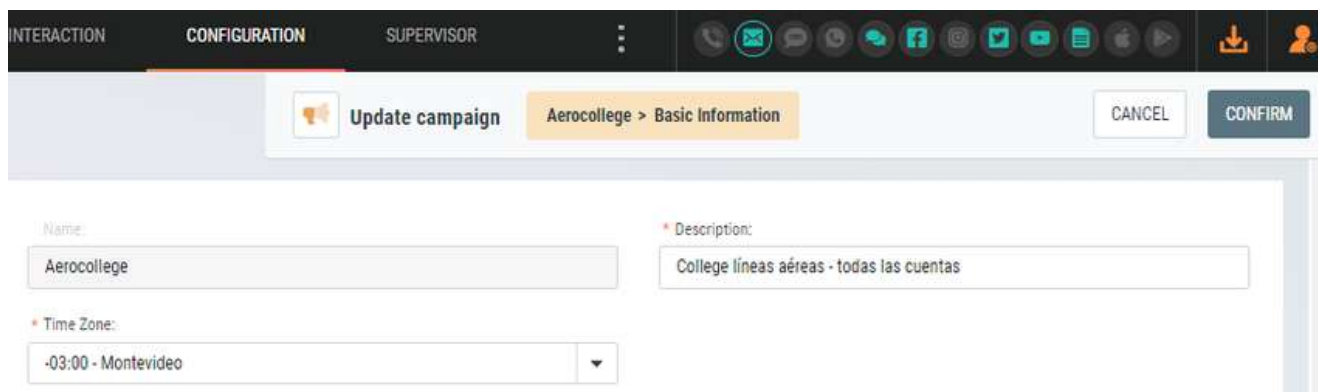 INTERACTION CONFIGURATION SUPERVISOR
Update campaign Aerocollege > Basic Information CANCEL CONFIRM
Name: * Description:
Aerocollege College líneas aéreas - todas las cuentas
* Time Zone:
-03:00 - Montevideo